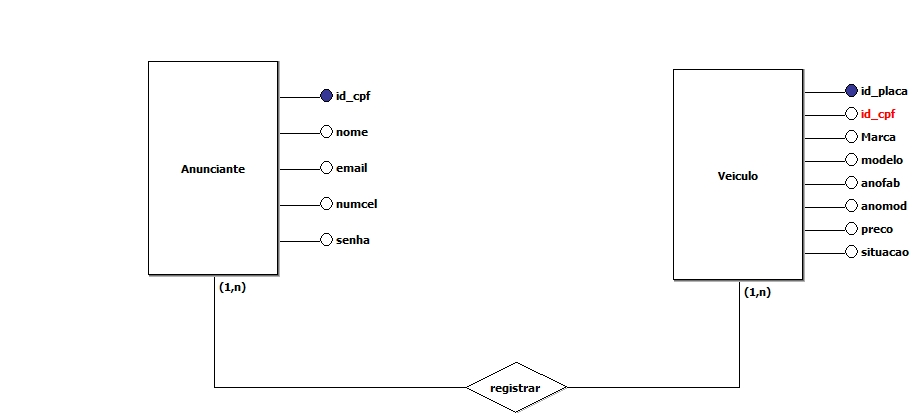 Anunciante
id_cpf
nome
email
numcel
senha
(1,n)
Veiculo
id_placa
id_cpf
Marca
modelo
anofab
anomod
preco
situacao
(1,n)
registrar